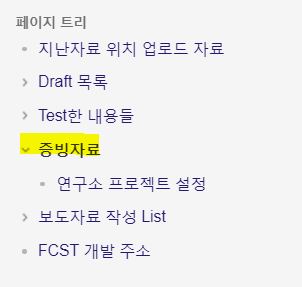 페이지 트리
지난자료 위치 업로드 자료
Draft 목록
Test한 내용들
증빙자료
연구소 프로젝트 설정
보도자료 작성 List
FCST 개발 주소